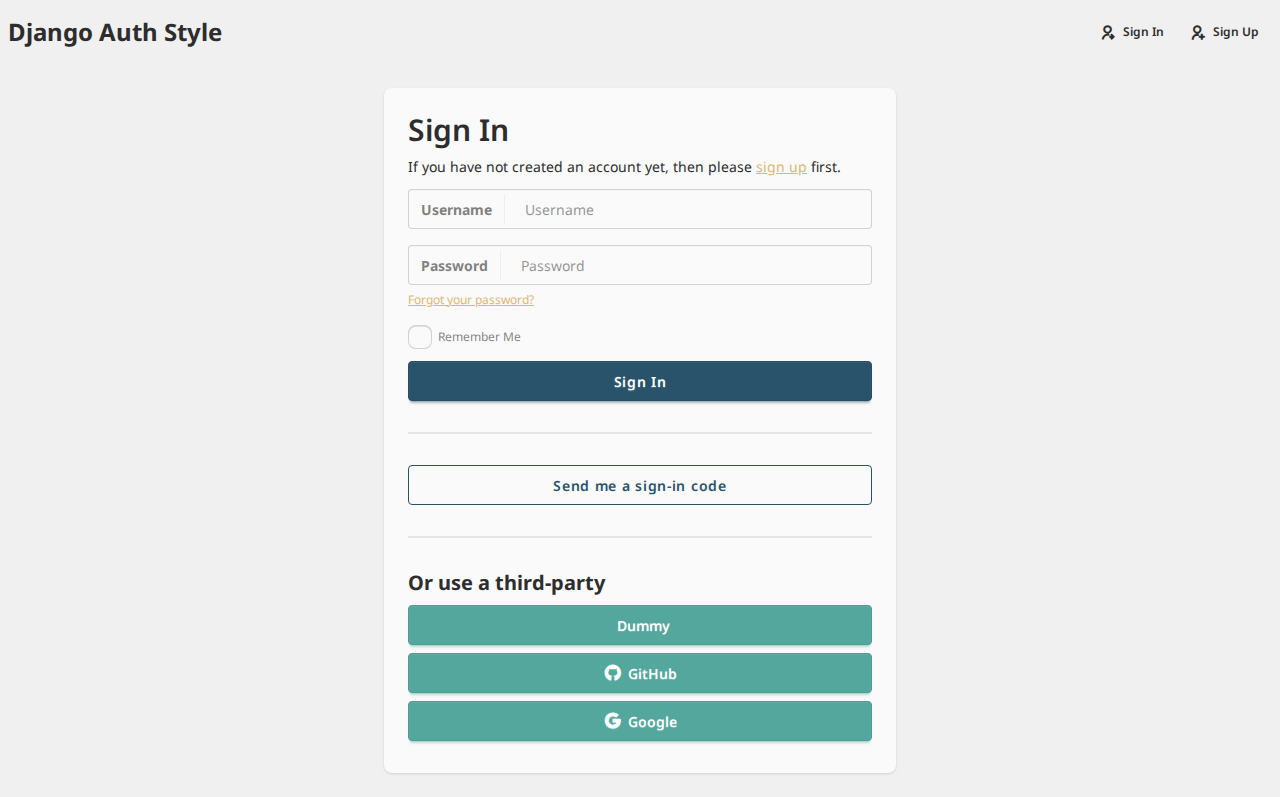 Django Auth Style
Sign In
Sign Up
Sign In
If you have not created an account yet, then please sign up first.
Username Username
Password Password
Forgot your password?
Remember Me
Sign In
Send me a sign-in code
Or use a third-party
Dummy
GitHub
Google